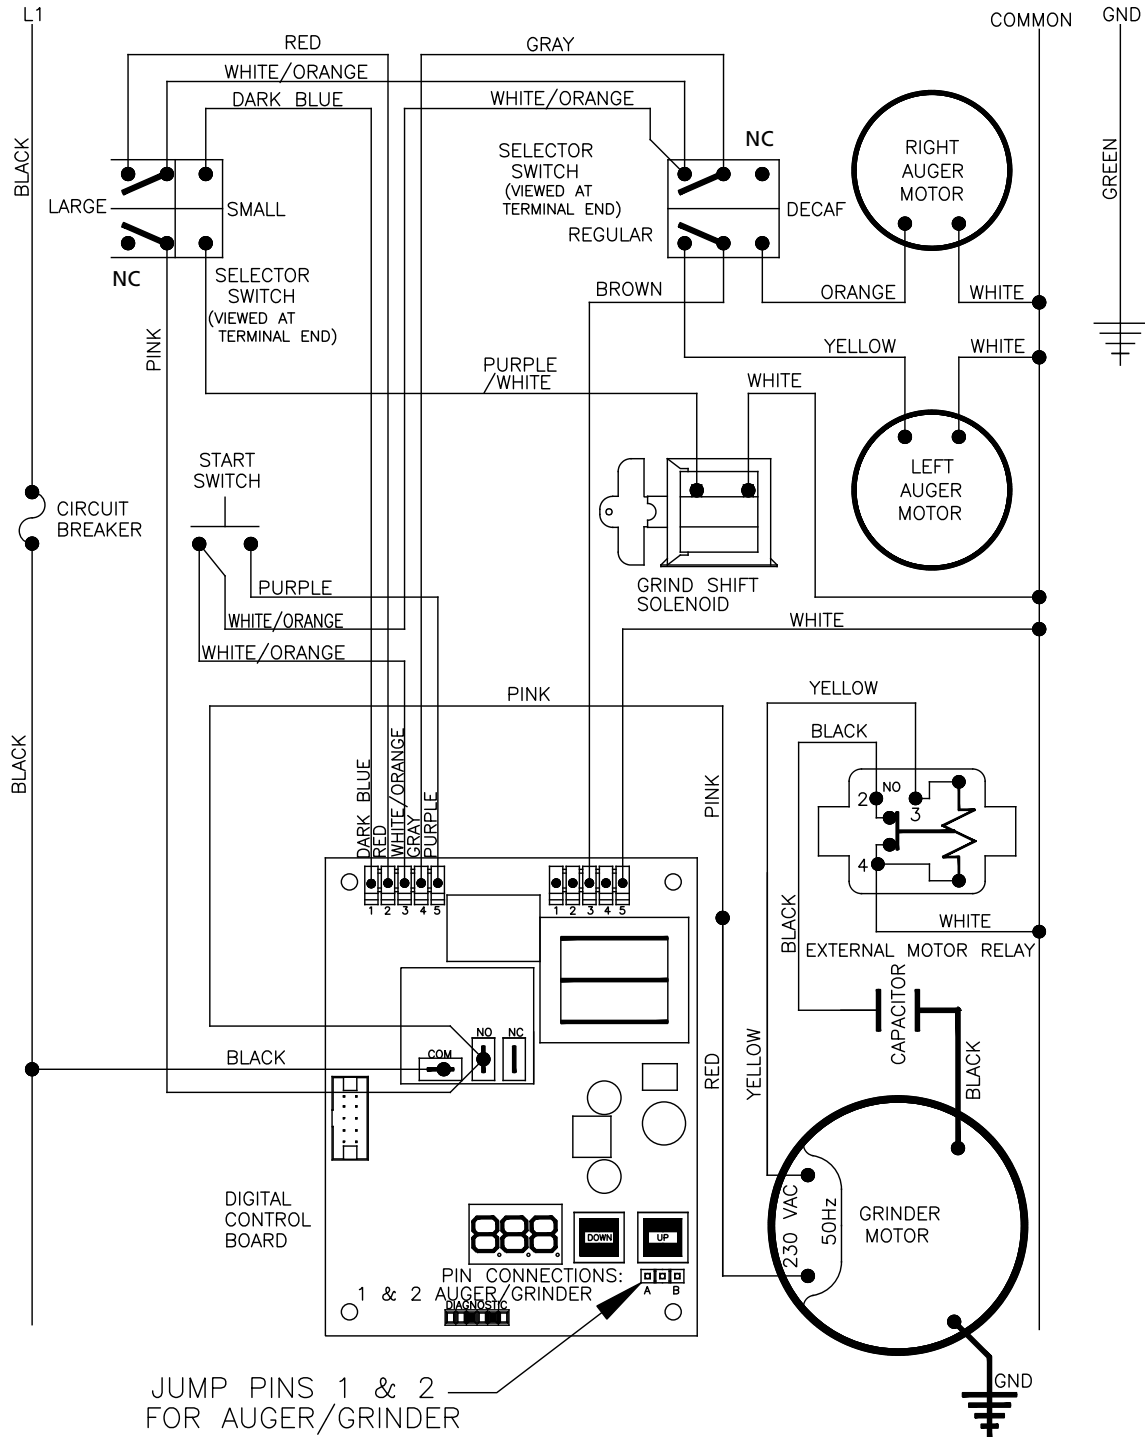 L1
COMMON
GND
RED
GRAY
WHITE/ORANGE
DARK BLUE
WHITE/ORANGE
BLACK
NC
SELECTOR
SWITCH
(VIEWED AT
TERMINAL END)
RIGHT
AUGER
MOTOR
GREEN
LARGE
SMALL
REGULAR
DECAF
NC
SELECTOR
SWITCH
(VIEWED AT
TERMINAL END)
BROWN
ORANGE
WHITE
PINK
YELLOW
WHITE
PURPLE
/WHITE
WHITE
START
SWITCH
LEFT
AUGER
MOTOR
CIRCUIT
BREAKER
GRIND SHIFT
SOLENOID
PURPLE
WHITE/ORANGE
WHITE
WHITE/ORANGE
PINK
YELLOW
BLACK
BLACK
DARK BLUE
RED
WHITE/ORANGE
GRAY
PURPLE
PINK
2
NO
3
4
1 2 3 4 5
1 2 3 4 5
BLACK
WHITE
EXTERNAL MOTOR RELAY
CAPACITOR
NO
NC
COM
BLACK
RED
YELLOW
BLACK
DIGITAL
CONTROL
BOARD
888
DOWN
UP
230 VAC
50Hz
GRINDER
MOTOR
PIN CONNECTIONS:
1 & 2 AUGER/GRINDER
A B
DIAGNOSTIC
JUMP PINS 1 & 2
FOR AUGER/GRINDER
GND